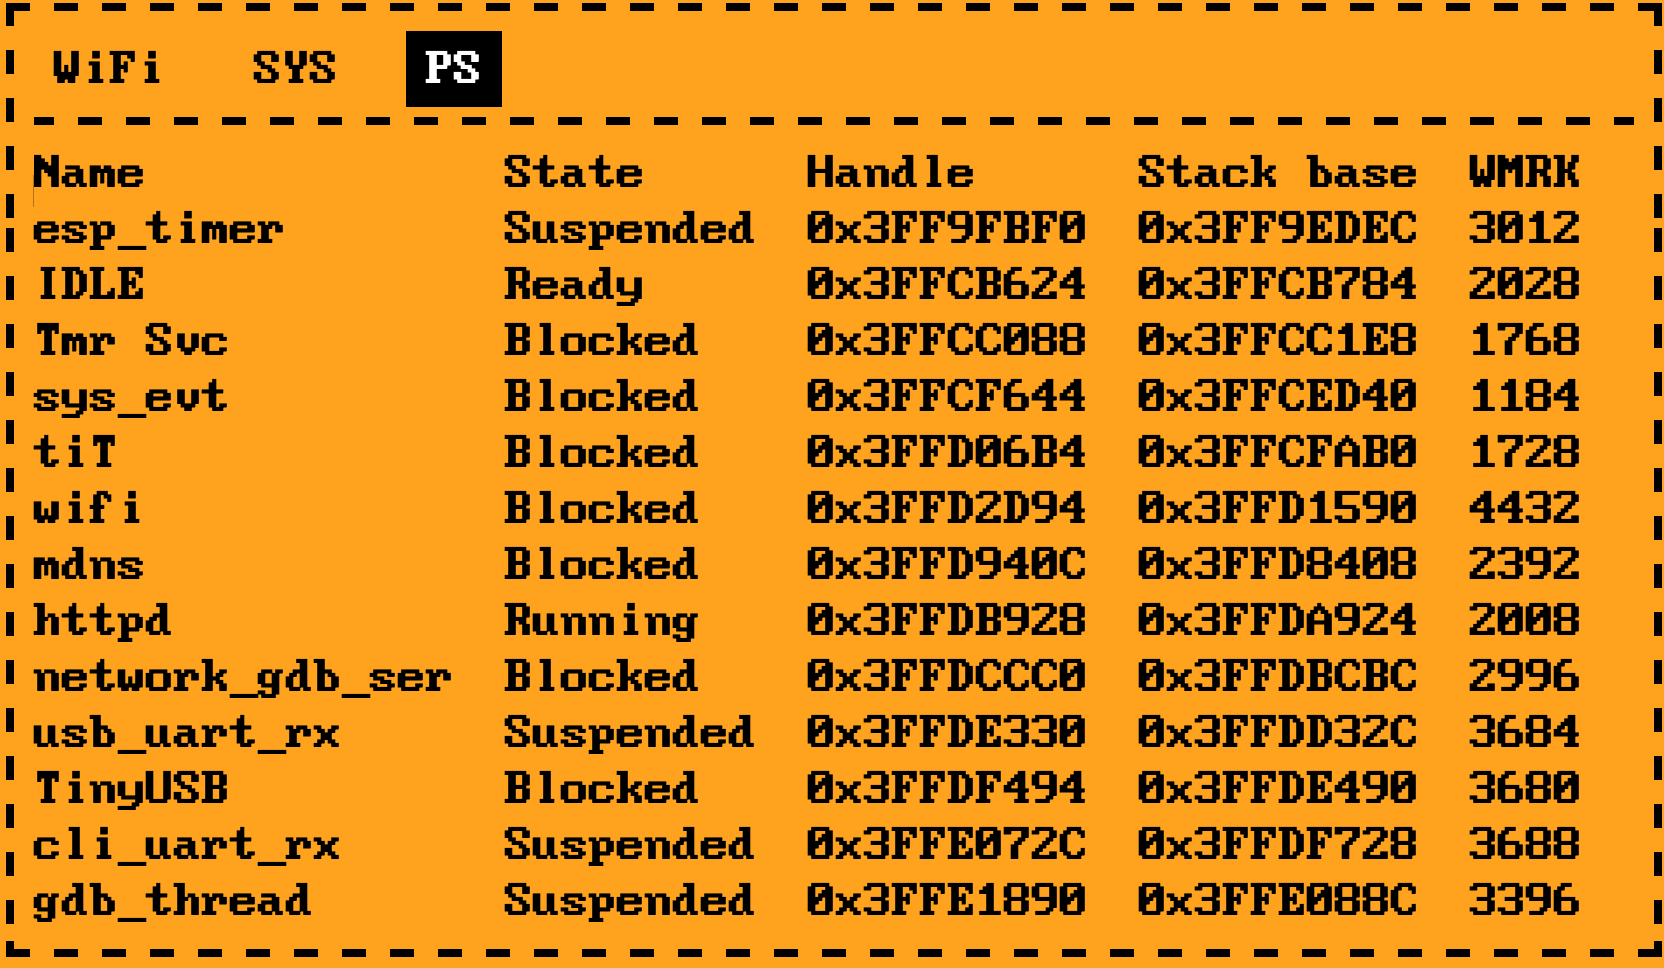 WiFi SYS PS
Name State Handle Stack base WMRK
esp_timer Suspended 0x3FF9FBF0 0x3FF9EDEC 3012
IDLE Ready 0x3FFCB624 0x3FFCB784 2028
Tmr Svc Blocked 0x3FFCC088 0x3FFCC1E8 1768
sys_evt Blocked 0x3FFCF644 0x3FFCED40 1184
tiT Blocked 0x3FFD06B4 0x3FFCFAB0 1728
wifi Blocked 0x3FFD2D94 0x3FFD1590 4432
mdns Blocked 0x3FFD940C 0x3FFD8408 2392
httpd Running 0x3FFDB928 0x3FFDA924 2008
network_gdb_ser Blocked 0x3FFDCCC0 0x3FFDBCBC 2996
usb_uart_rx Suspended 0x3FFDE330 0x3FFDD32C 3684
TinyUSB Blocked 0x3FFDF494 0x3FFDE490 3680
cli_uart_rx Suspended 0x3FFE072C 0x3FFDF728 3688
gdb_thread Suspended 0x3FFE1890 0x3FFE088C 3396